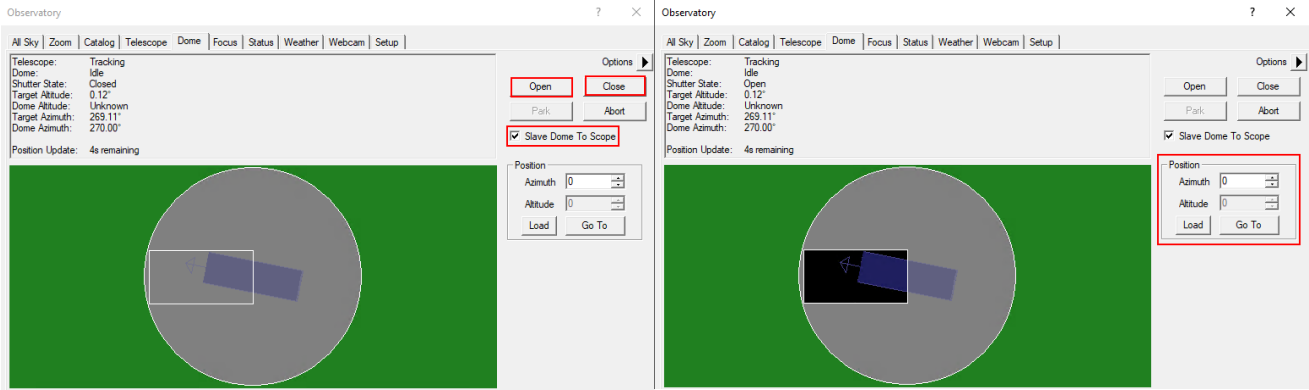 Observatory ? ×
All Sky Zoom Catalog Telescope Dome Focus Status Weather Webcam Setup
Telescope: Tracking
Dome: Idle
Shutter State: Closed
Target Altitude: 0.12°
Dome Altitude: Unknown
Target Azimuth: 269.11°
Dome Azimuth: 270.00°
Position Update: 4s remaining
Options
Open Close
Park Abort
Slave Dome To Scope
Position
Azimuth 0
Altitude 0
Load Go To
Observatory ? ×
All Sky Zoom Catalog Telescope Dome Focus Status Weather Webcam Setup
Telescope: Tracking
Dome: Idle
Shutter State: Open
Target Altitude: 0.12°
Dome Altitude: Unknown
Target Azimuth: 269.11°
Dome Azimuth: 270.00°
Position Update: 4s remaining
Options
Open Close
Park Abort
Slave Dome To Scope
Position
Azimuth 0
Altitude 0
Load Go To